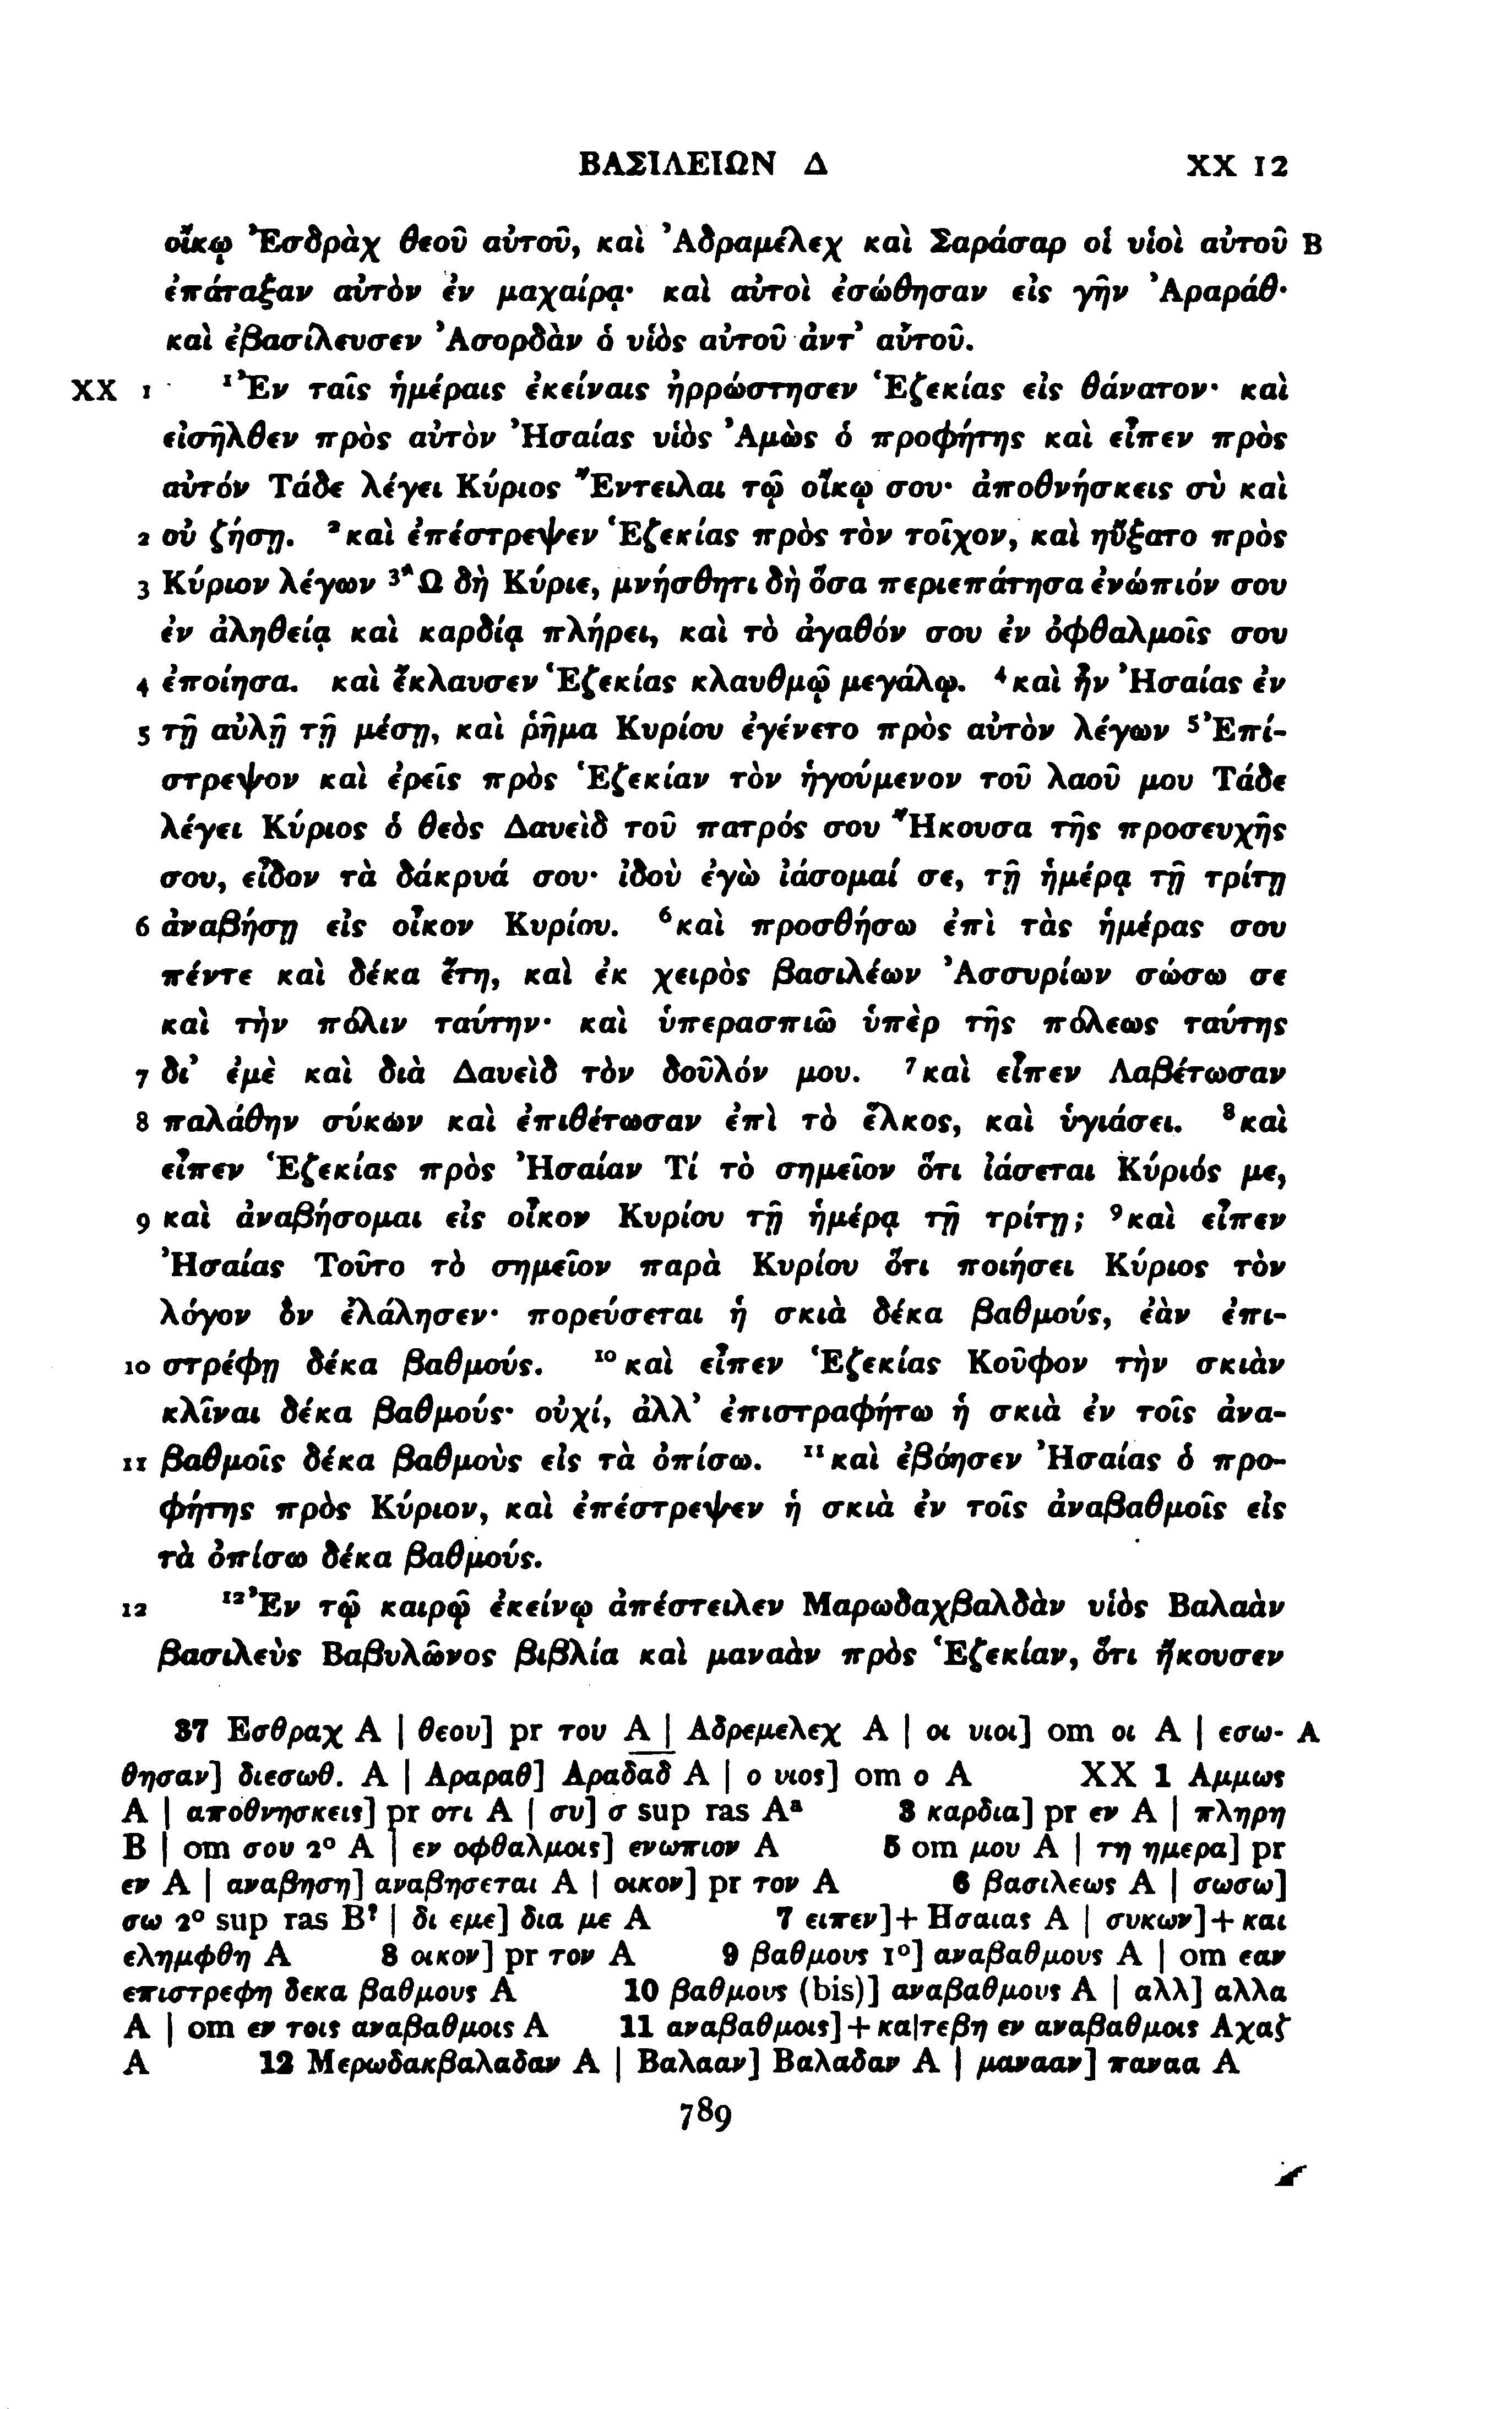 ΒΑΣΙΛΕΙΩΝ Δ XX 12
οἴκῳ Ἐσδρὰχ θεοῦ αὐτοῦ, καὶ Ἀδραμέλεχ καὶ Σαράσαρ οἱ υἱοὶ αὐτοῦ B
ἐπάταξαν αὐτὸν ἐν μαχαίρᾳ· καὶ αὐτοὶ ἐσώθησαν εἰς γῆν Ἀραράθ·
καὶ ἐβασίλευσεν Ἀσορδὰν ὁ υἱὸς αὐτοῦ ἀντ’ αὐτοῦ.
XX 1 ¹Ἐν ταῖς ἡμέραις ἐκείναις ἠρρώστησεν Ἑζεκίας εἰς θάνατον· καὶ
εἰσῆλθεν πρὸς αὐτὸν Ἠσαίας υἱὸς Ἀμὼς ὁ προφήτης καὶ εἶπεν πρὸς
αὐτόν Τάδε λέγει Κύριος Ἔντειλαι τῷ οἴκῳ σου· ἀποθνήσκεις σὺ καὶ
2 οὐ ζήσῃ. ²καὶ ἐπέστρεψεν Ἑζεκίας πρὸς τὸν τοῖχον, καὶ ηὔξατο πρὸς
3 Κύριον λέγων ³Ὦ δὴ Κύριε, μνήσθητι δὴ ὅσα περιεπάτησα ἐνώπιόν σου
ἐν ἀληθείᾳ καὶ καρδίᾳ πλήρει, καὶ τὸ ἀγαθόν σου ἐν ὀφθαλμοῖς σου
4 ἐποίησα. καὶ ἔκλαυσεν Ἑζεκίας κλαυθμῷ μεγάλῳ. ⁴καὶ ἦν Ἠσαίας ἐν
5 τῇ αὐλῇ τῇ μέσῃ, καὶ ῥῆμα Κυρίου ἐγένετο πρὸς αὐτὸν λέγων ⁵Ἐπί-
στρεψον καὶ ἐρεῖς πρὸς Ἑζεκίαν τὸν ἡγούμενον τοῦ λαοῦ μου Τάδε
λέγει Κύριος ὁ θεὸς Δαυεὶδ τοῦ πατρός σου Ἤκουσα τῆς προσευχῆς
σου, εἶδον τὰ δάκρυά σου· ἰδοὺ ἐγὼ ἰάσομαί σε, τῇ ἡμέρᾳ τῇ τρίτῃ
6 ἀναβήσῃ εἰς οἶκον Κυρίου. ⁶καὶ προσθήσω ἐπὶ τὰς ἡμέρας σου
πέντε καὶ δέκα ἔτη, καὶ ἐκ χειρὸς βασιλέων Ἀσσυρίων σώσω σε
καὶ τὴν πόλιν ταύτην· καὶ ὑπερασπιῶ ὑπὲρ τῆς πόλεως ταύτης
7 δι’ ἐμὲ καὶ διὰ Δαυεὶδ τὸν δοῦλόν μου. ⁷καὶ εἶπεν Λαβέτωσαν
8 παλάθην σύκων καὶ ἐπιθέτωσαν ἐπὶ τὸ ἕλκος, καὶ ὑγιάσει. ⁸καὶ
εἶπεν Ἑζεκίας πρὸς Ἠσαίαν Τί τὸ σημεῖον ὅτι ἰάσεται Κύριός με,
9 καὶ ἀναβήσομαι εἰς οἶκον Κυρίου τῇ ἡμέρᾳ τῇ τρίτῃ; ⁹καὶ εἶπεν
Ἠσαίας Τοῦτο τὸ σημεῖον παρὰ Κυρίου ὅτι ποιήσει Κύριος τὸν
λόγον ὃν ἐλάλησεν· πορεύσεται ἡ σκιὰ δέκα βαθμούς, ἐὰν ἐπι-
10 στρέφῃ δέκα βαθμούς. ¹⁰καὶ εἶπεν Ἑζεκίας Κοῦφον τὴν σκιὰν
κλῖναι δέκα βαθμούς· οὐχί, ἀλλ’ ἐπιστραφήτω ἡ σκιὰ ἐν τοῖς ἀνα-
11 βαθμοῖς δέκα βαθμοὺς εἰς τὰ ὀπίσω. ¹¹καὶ ἐβόησεν Ἠσαίας ὁ προ-
φήτης πρὸς Κύριον, καὶ ἐπέστρεψεν ἡ σκιὰ ἐν τοῖς ἀναβαθμοῖς εἰς
τὰ ὀπίσω δέκα βαθμούς.
12 ¹²Ἐν τῷ καιρῷ ἐκείνῳ ἀπέστειλεν Μαρωδαχβαλδὰν υἱὸς Βαλαὰν
βασιλεὺς Βαβυλῶνος βιβλία καὶ μαναὰν πρὸς Ἑζεκίαν, ὅτι ἤκουσεν
37 Εσθραχ A | θεου] pr του A | Αδρεμελεχ A | οι υιοι] om οι A | εσω- A
θησαν] διεσωθ. A | Αραραθ] Αραδαδ A | ο υιος] om ο A XX 1 Αμμως
A | αποθνησκεις] pr οτι A | συ] σ sup ras Aᵃ 3 καρδια] pr εν A | πληρη
B | om σου 2° A | εν οφθαλμοις] ενωπιον A 5 om μου A | τη ημερα] pr
εν A | αναβηση] αναβησεται A | οικον] pr τον A 6 βασιλεως A | σωσω]
σω 2° sup ras B? | δι εμε] δια με A 7 ειπεν]+ Ησαιας A | συκων]+ και
ελημφθη A 8 οικον] pr τον A 9 βαθμους 1°] αναβαθμους A | om εαν
επιστρεφη δεκα βαθμους A 10 βαθμους (bis)] αναβαθμους A | αλλ] αλλα
A | om εν τοις αναβαθμοις A 11 αναβαθμοις]+ κα|τεβη εν αναβαθμοις Αχαζ
A 12 Μερωδακβαλαδαν A | Βαλααν] Βαλαδαν A | μανααν] παναα A
789